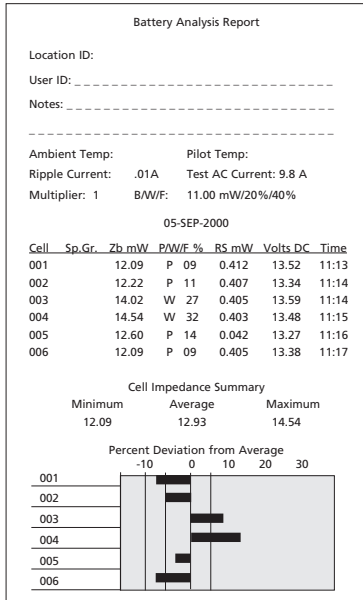 Battery Analysis Report
Location ID:
User ID: _ _ _ _ _ _ _ _ _ _ _ _ _ _ _ _ _ _ _ _ _ _ _ _ _ _ _ _ _
Notes: _ _ _ _ _ _ _ _ _ _ _ _ _ _ _ _ _ _ _ _ _ _ _ _ _ _ _ _ _ _
_ _ _ _ _ _ _ _ _ _ _ _ _ _ _ _ _ _ _ _ _ _ _ _ _ _ _ _ _ _ _ _ _ _
Ambient Temp: Pilot Temp:
Ripple Current: .01A Test AC Current: 9.8 A
Multiplier: 1 B/W/F: 11.00 mW/20%/40%
05-SEP-2000
Cell Sp.Gr. Zb mW P/W/F % RS mW Volts DC Time
001 12.09 P 09 0.412 13.52 11:13
002 12.22 P 11 0.407 13.34 11:14
003 14.02 W 27 0.405 13.59 11:14
004 14.54 W 32 0.403 13.48 11:15
005 12.60 P 14 0.042 13.27 11:16
006 12.09 P 09 0.405 13.38 11:17
Cell Impedance Summary
Minimum Average Maximum
12.09 12.93 14.54
Percent Deviation from Average
-10 0 10 20 30
001
002
003
004
005
006